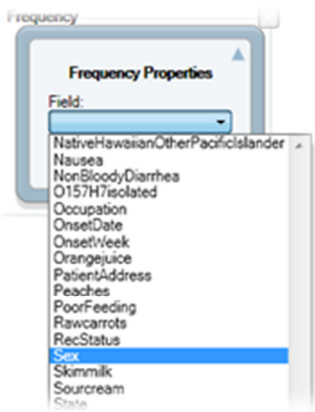 Frequency
Frequency Properties
Field:
NativeHawaiianOtherPacificIslander
Nausea
NonBloodyDiarrhea
O157H7isolated
Occupation
OnsetDate
OnsetWeek
Orangejuice
PatientAddress
Peaches
PoorFeeding
Rawcarrots
RecStatus
Sex
Skimmilk
Sourcream
State